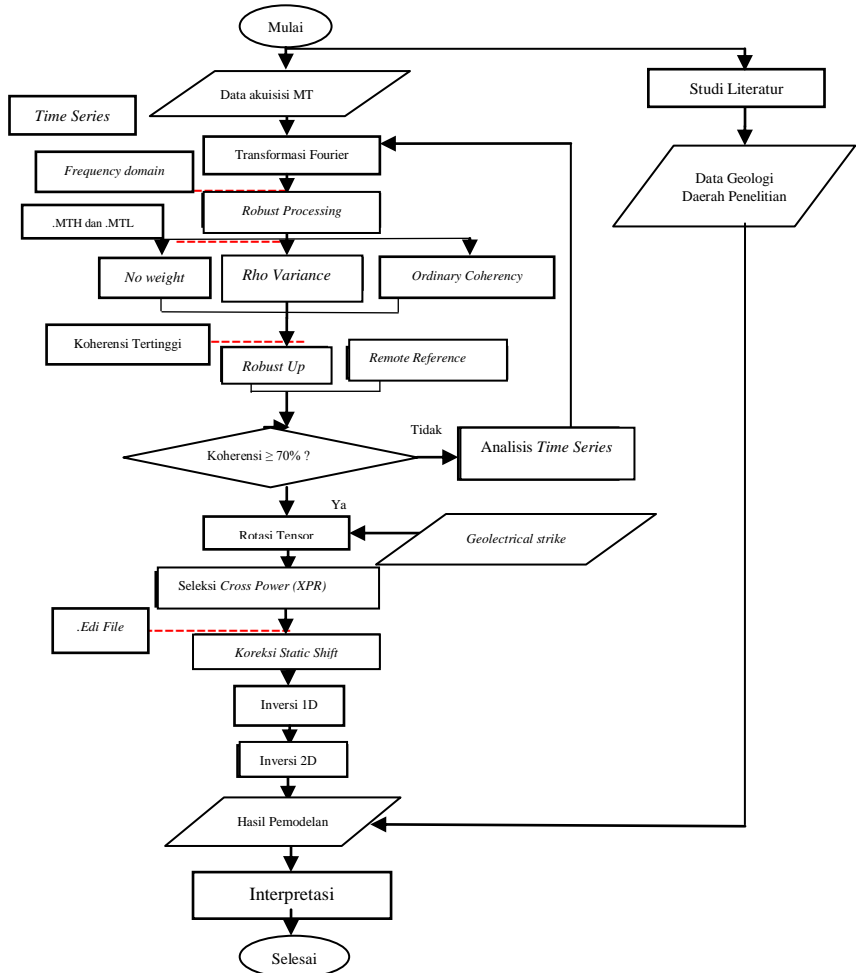 Mulai
Data akuisisi MT
Studi Literatur
Time Series
Transformasi Fourier
Frequency domain
Data Geologi
Daerah Penelitian
Robust Processing
.MTH dan .MTL
No weight
Rho Variance
Ordinary Coherency
Koherensi Tertinggi
Robust Up
Remote Reference
Tidak
Koherensi ≥ 70% ?
Analisis Time Series
Ya
Rotasi Tensor
Geolectrical strike
Seleksi Cross Power (XPR)
.Edi File
Koreksi Static Shift
Inversi 1D
Inversi 2D
Hasil Pemodelan
Interpretasi
Selesai